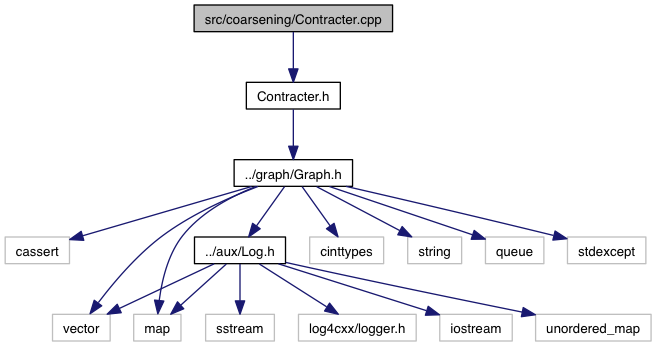 src/coarsening/Contracter.cpp
Contracter.h
../graph/Graph.h
cassert
../aux/Log.h
cinttypes
string
queue
stdexcept
vector
map
sstream
log4cxx/logger.h
iostream
unordered_map